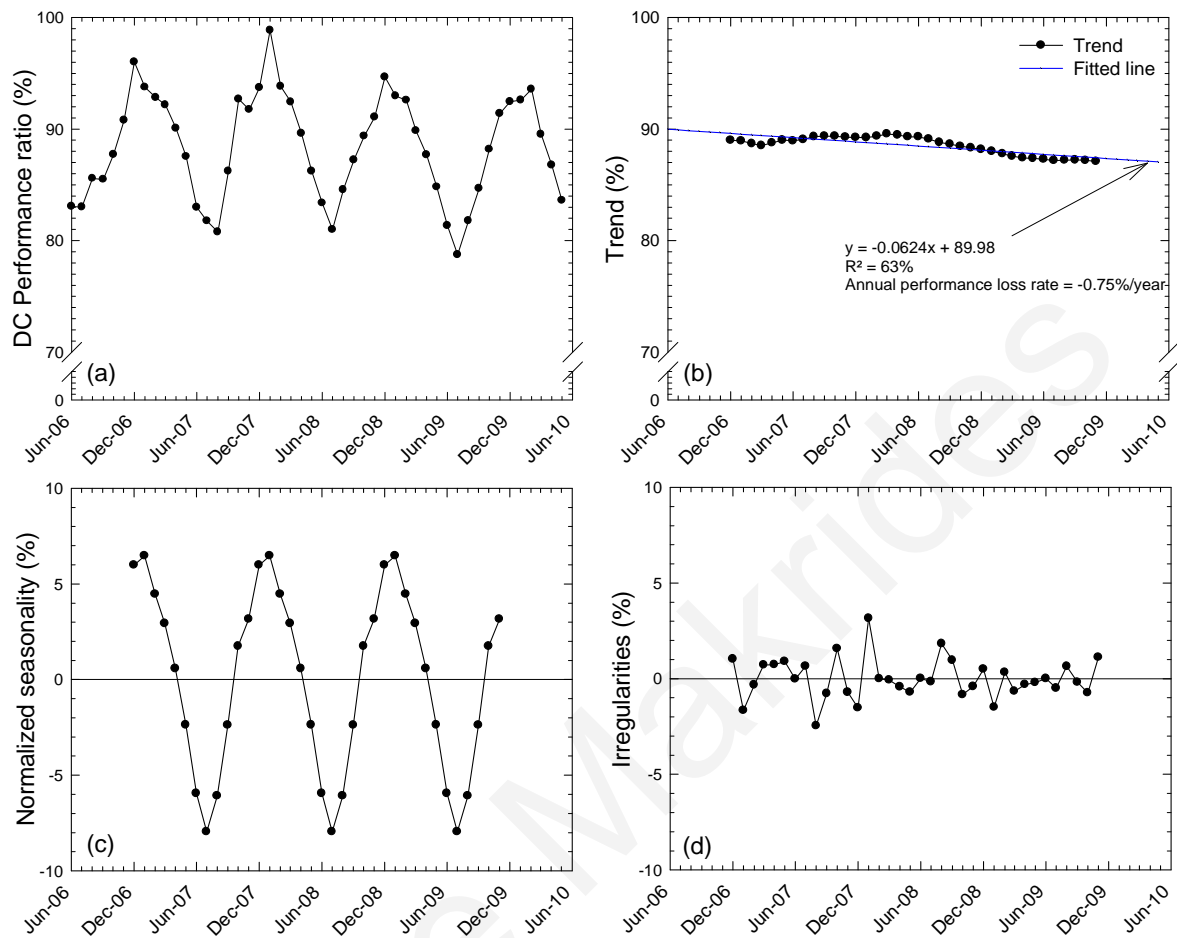 DC Performance ratio (%)
100
90
80
70
0
(a)
Jun-06
Dec-06
Jun-07
Dec-07
Jun-08
Dec-08
Jun-09
Dec-09
Jun-10
Trend (%)
100
90
80
70
0
Trend
Fitted line
y = -0.0624x + 89.98
R² = 63%
Annual performance loss rate = -0.75%/year
(b)
Jun-06
Dec-06
Jun-07
Dec-07
Jun-08
Dec-08
Jun-09
Dec-09
Jun-10
Normalized seasonality (%)
10
5
0
-5
-10
(c)
Jun-06
Dec-06
Jun-07
Dec-07
Jun-08
Dec-08
Jun-09
Dec-09
Jun-10
Irregularities (%)
10
5
0
-5
-10
(d)
Jun-06
Dec-06
Jun-07
Dec-07
Jun-08
Dec-08
Jun-09
Dec-09
Jun-10
e Makrides